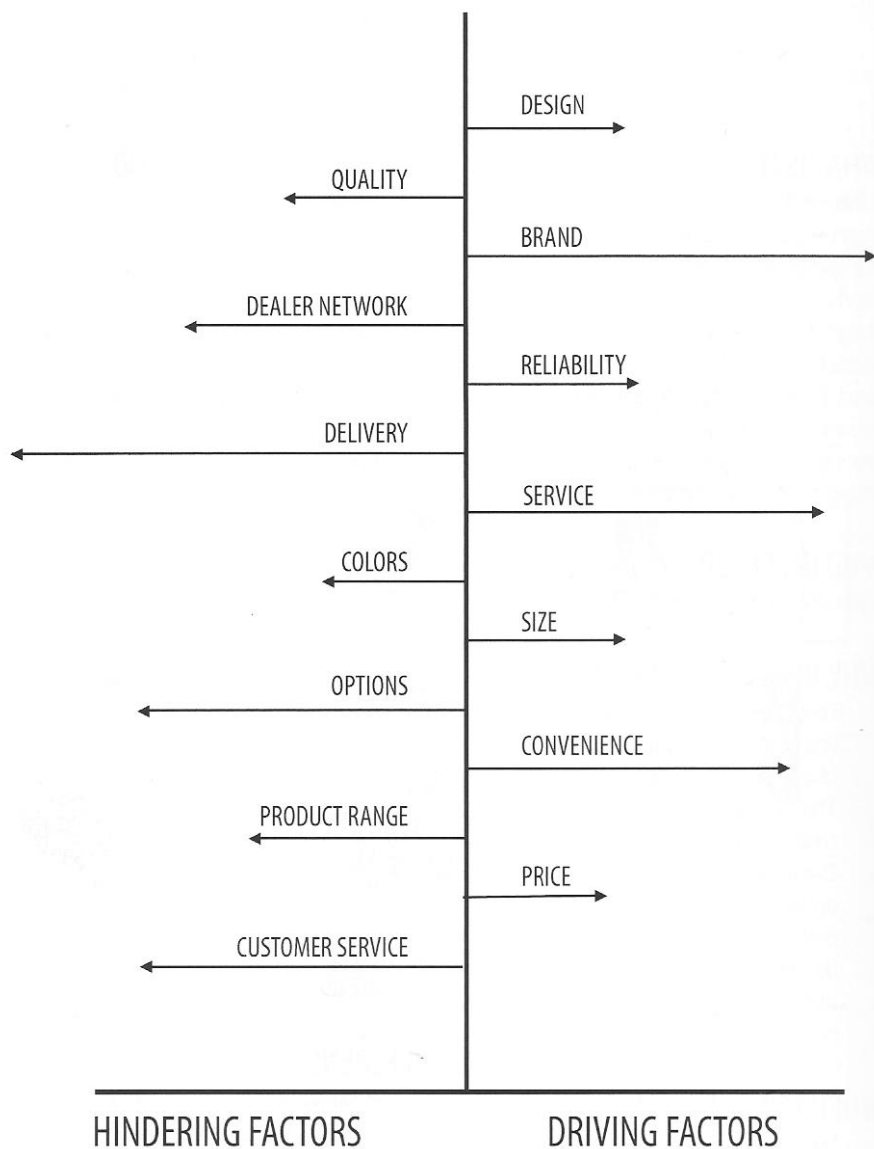 DESIGN
QUALITY
BRAND
DEALER NETWORK
RELIABILITY
DELIVERY
SERVICE
COLORS
SIZE
OPTIONS
CONVENIENCE
PRODUCT RANGE
PRICE
CUSTOMER SERVICE
HINDERING FACTORS
DRIVING FACTORS